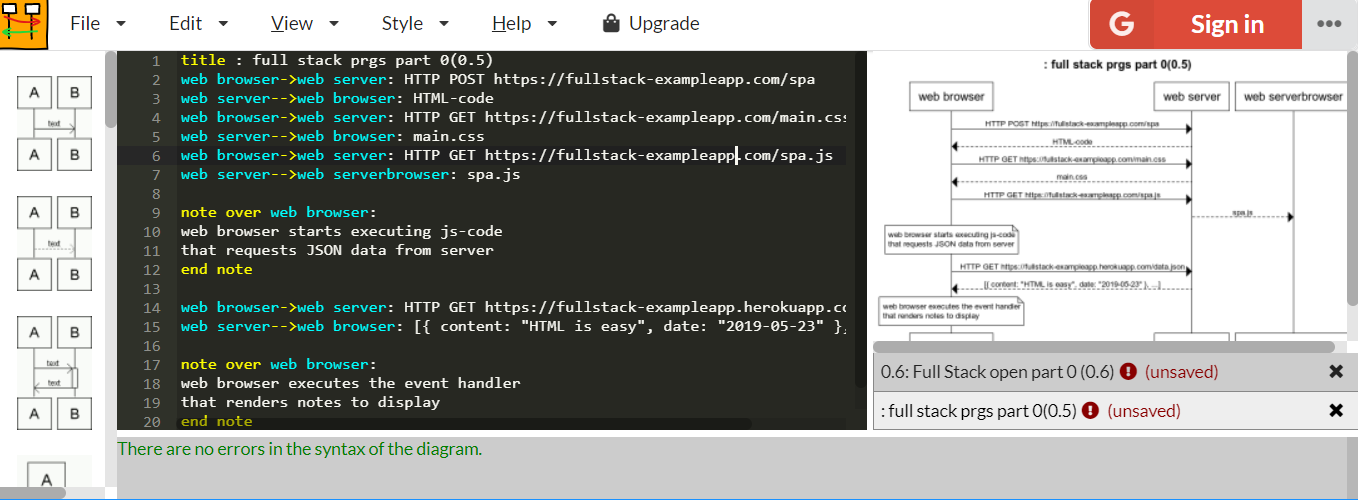 File Edit View Style Help Upgrade Sign in
A B
text
A B
A B
text
A B
A B
text
text
A B
A
1 title : full stack prgs part 0(0.5)
2 web browser->web server: HTTP POST https://fullstack-exampleapp.com/spa
3 web server-->web browser: HTML-code
4 web browser->web server: HTTP GET https://fullstack-exampleapp.com/main.css
5 web server-->web browser: main.css
6 web browser->web server: HTTP GET https://fullstack-exampleapp.com/spa.js
7 web server-->web serverbrowser: spa.js
8
9 note over web browser:
10 web browser starts executing js-code
11 that requests JSON data from server
12 end note
13
14 web browser->web server: HTTP GET https://fullstack-exampleapp.herokuapp.co
15 web server-->web browser: [{ content: "HTML is easy", date: "2019-05-23" },
16
17 note over web browser:
18 web browser executes the event handler
19 that renders notes to display
20 end note
: full stack prgs part 0(0.5)
web browser web server web serverbrowser
HTTP POST https://fullstack-exampleapp.com/spa
HTML-code
HTTP GET https://fullstack-exampleapp.com/main.css
main.css
HTTP GET https://fullstack-exampleapp.com/spa.js
spa.js
web browser starts executing js-code
that requests JSON data from server
HTTP GET https://fullstack-exampleapp.herokuapp.com/data.json
[{ content: "HTML is easy", date: "2019-05-23" }, ...]
web browser executes the event handler
that renders notes to display
0.6: Full Stack open part 0 (0.6) (unsaved)
: full stack prgs part 0(0.5) (unsaved)
There are no errors in the syntax of the diagram.